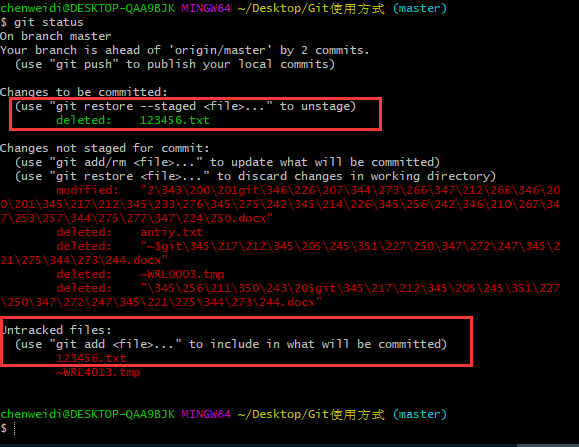 chenweidi@DESKTOP-QAA9BJK MINGW64 ~/Desktop/Git使用方式 (master)
$ git status
On branch master
Your branch is ahead of 'origin/master' by 2 commits.
  (use "git push" to publish your local commits)
Changes to be committed:
  (use "git restore --staged <file>..." to unstage)
        deleted:    123456.txt
Changes not staged for commit:
  (use "git add/rm <file>..." to update what will be committed)
  (use "git restore <file>..." to discard changes in working directory)
        modified:   "2\343\200\201git\346\226\207\344\273\266\347\212\266\346\20
0\201\345\217\212\345\233\276\345\275\242\345\214\226\345\256\242\346\210\267\34
7\253\257\344\275\277\347\224\250.docx"
        deleted:    antiy.txt
        deleted:    "~$git\345\217\212\345\205\245\351\227\250\347\272\247\345\2
21\275\344\273\244.docx"
        deleted:    ~WRL0003.tmp
        deleted:    "\345\256\211\350\243\205git\345\217\212\345\205\245\351\227
\250\347\272\247\345\221\275\344\273\244.docx"
Untracked files:
  (use "git add <file>..." to include in what will be committed)
        123456.txt
        ~WRL4013.tmp
chenweidi@DESKTOP-QAA9BJK MINGW64 ~/Desktop/Git使用方式 (master)
$